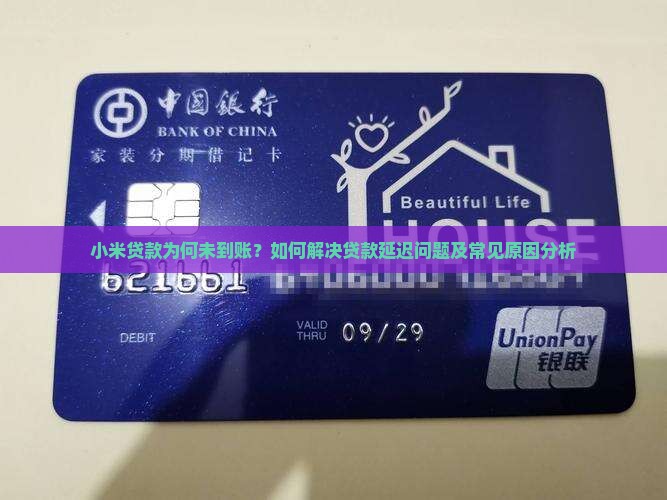 中国银行
BANK OF CHINA
家装分期借记卡
Beautiful Life
HOUSE
小米贷款为何未到账？如何解决贷款延迟问题及常见原因分析
621661
DEBIT
VALID
THRU
09/29
UnionPay
银联